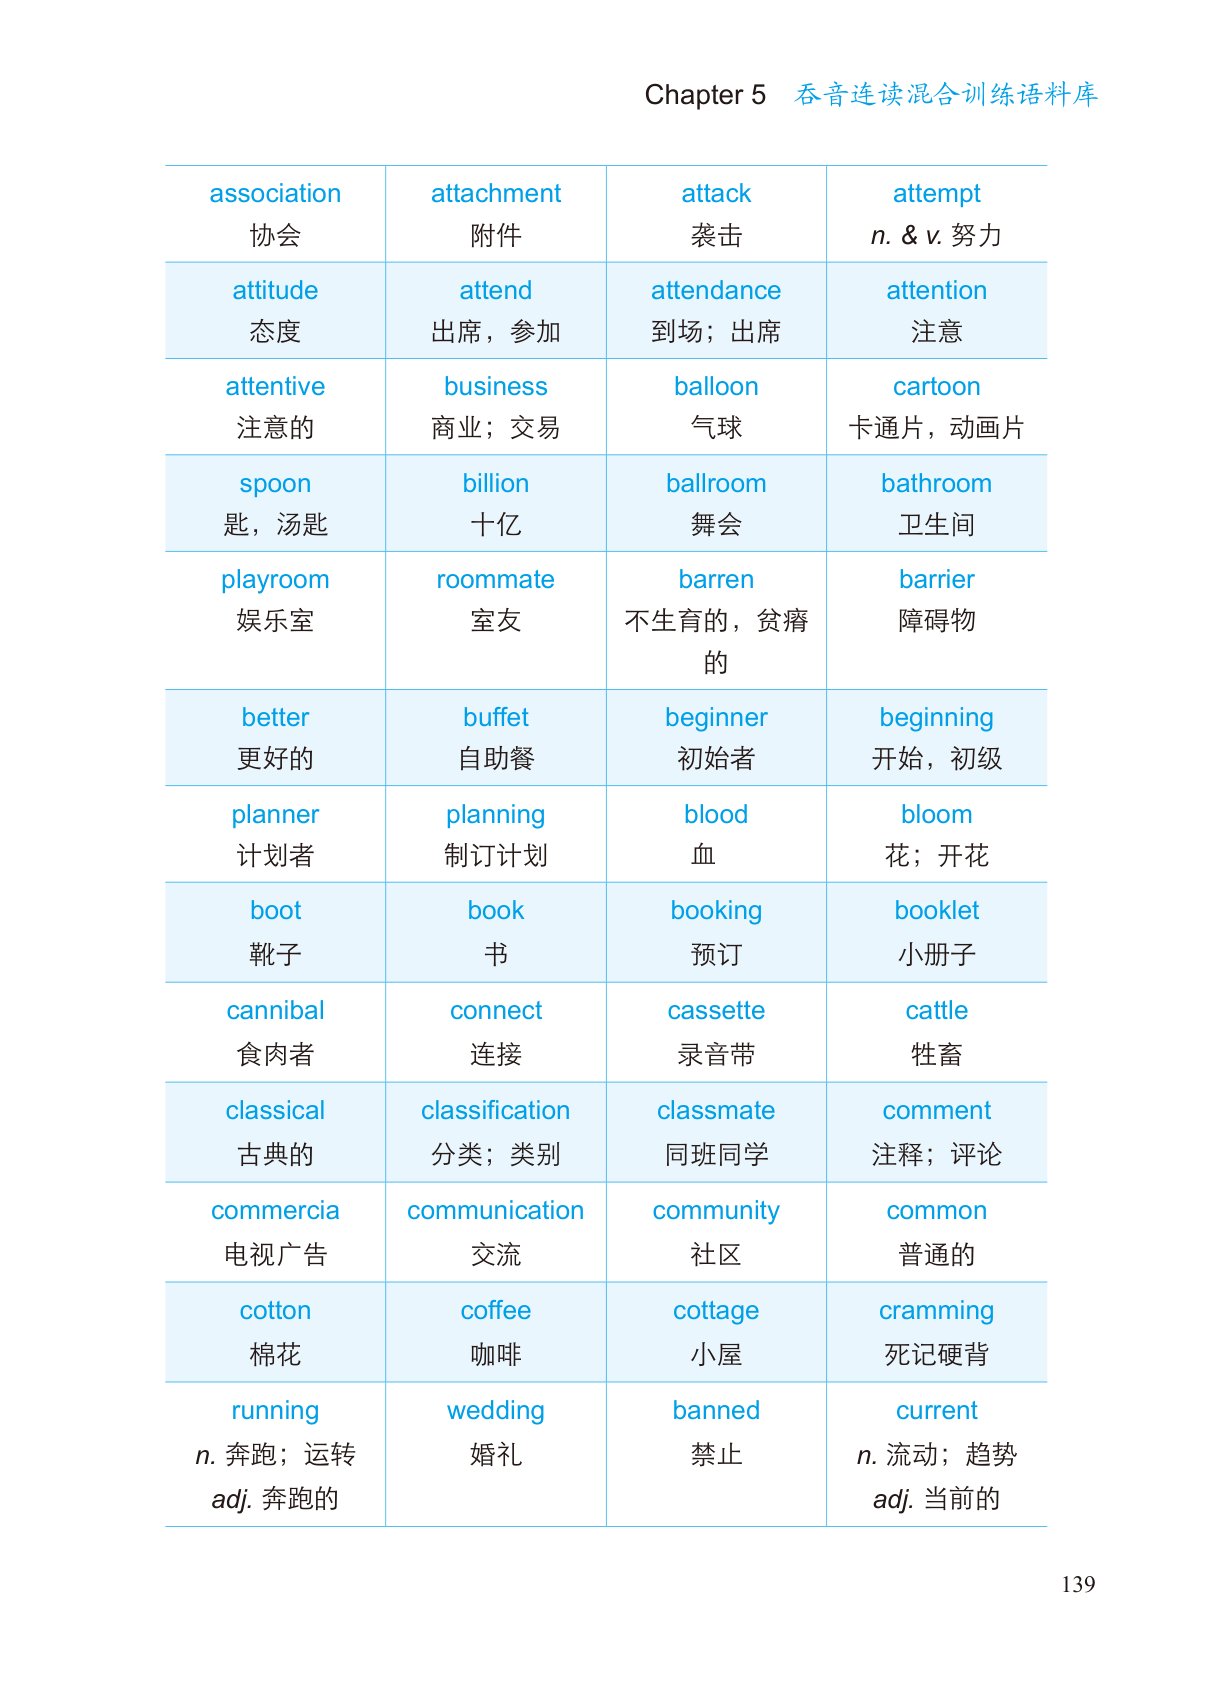 Chapter 5 吞音连读混合训练语料库
association attachment attack attempt
协会 附件 袭击 n. & v. 努力
attitude attend attendance attention
态度 出席，参加 到场；出席 注意
attentive business balloon cartoon
注意的 商业；交易 气球 卡通片，动画片
spoon billion ballroom bathroom
匙，汤匙 十亿 舞会 卫生间
playroom roommate barren barrier
娱乐室 室友 不生育的，贫瘠 障碍物
的
better buffet beginner beginning
更好的 自助餐 初始者 开始，初级
planner planning blood bloom
计划者 制订计划 血 花；开花
boot book booking booklet
靴子 书 预订 小册子
cannibal connect cassette cattle
食肉者 连接 录音带 牲畜
classical classification classmate comment
古典的 分类；类别 同班同学 注释；评论
commercia communication community common
电视广告 交流 社区 普通的
cotton coffee cottage cramming
棉花 咖啡 小屋 死记硬背
running wedding banned current
n. 奔跑；运转 婚礼 禁止 n. 流动；趋势
adj. 奔跑的 adj. 当前的
139